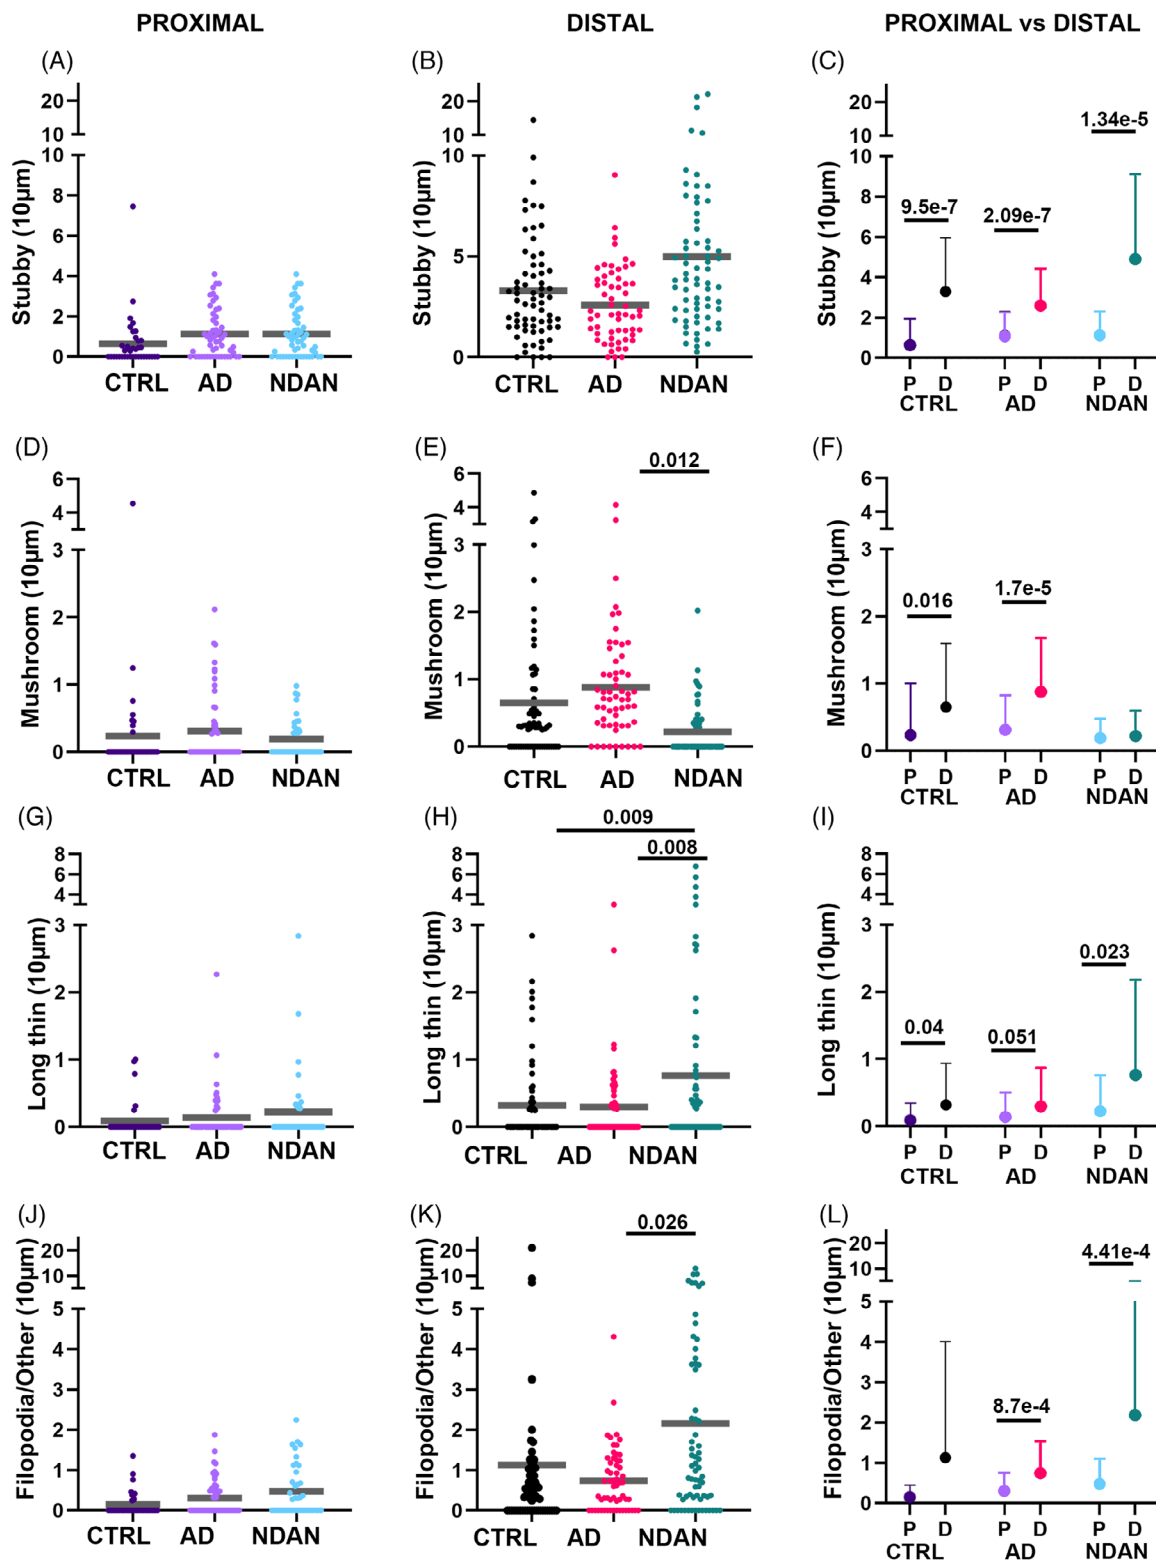 PROXIMAL
DISTAL
PROXIMAL vs DISTAL
(A)
Stubby (10µm)
20
10
8
6
4
2
0
CTRL AD NDAN
(B)
Stubby (10µm)
20
10
10
5
0
CTRL AD NDAN
(C)
Stubby (10µm)
20
10
10
8
6
4
2
0
9.5e-7
2.09e-7
1.34e-5
P D P D P D
CTRL AD NDAN
(D)
Mushroom (10µm)
6
4
3
2
1
0
CTRL AD NDAN
(E)
Mushroom (10µm)
6
4
3
2
1
0
0.012
CTRL AD NDAN
(F)
Mushroom (10µm)
6
4
3
2
1
0
0.016
1.7e-5
P D P D P D
CTRL AD NDAN
(G)
Long thin (10µm)
8
6
4
3
2
1
0
CTRL AD NDAN
(H)
Long thin (10µm)
8
6
4
3
2
1
0
0.009
0.008
CTRL AD NDAN
(I)
Long thin (10µm)
8
6
4
3
2
1
0
0.04
0.051
0.023
P D P D P D
CTRL AD NDAN
(J)
Filopodia/Other (10µm)
20
10
5
4
3
2
1
0
CTRL AD NDAN
(K)
Filopodia/Other (10µm)
20
10
5
4
3
2
1
0
0.026
CTRL AD NDAN
(L)
Filopodia/Other (10µm)
20
10
5
4
3
2
1
0
8.7e-4
4.41e-4
P D P D P D
CTRL AD NDAN